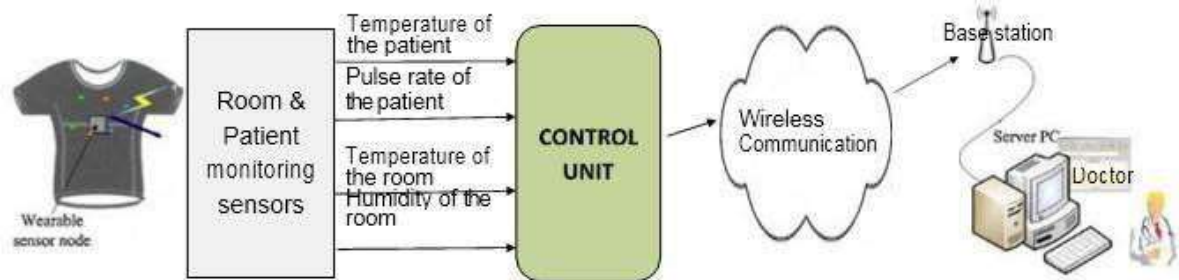 Wearable
sensor node
Room &
Patient
monitoring
sensors
Temperature of
the patient
Pulse rate of
the patient
Temperature of
the room
Humidity of the
room
CONTROL
UNIT
Wireless
Communication
Base station
Server PC
Doctor